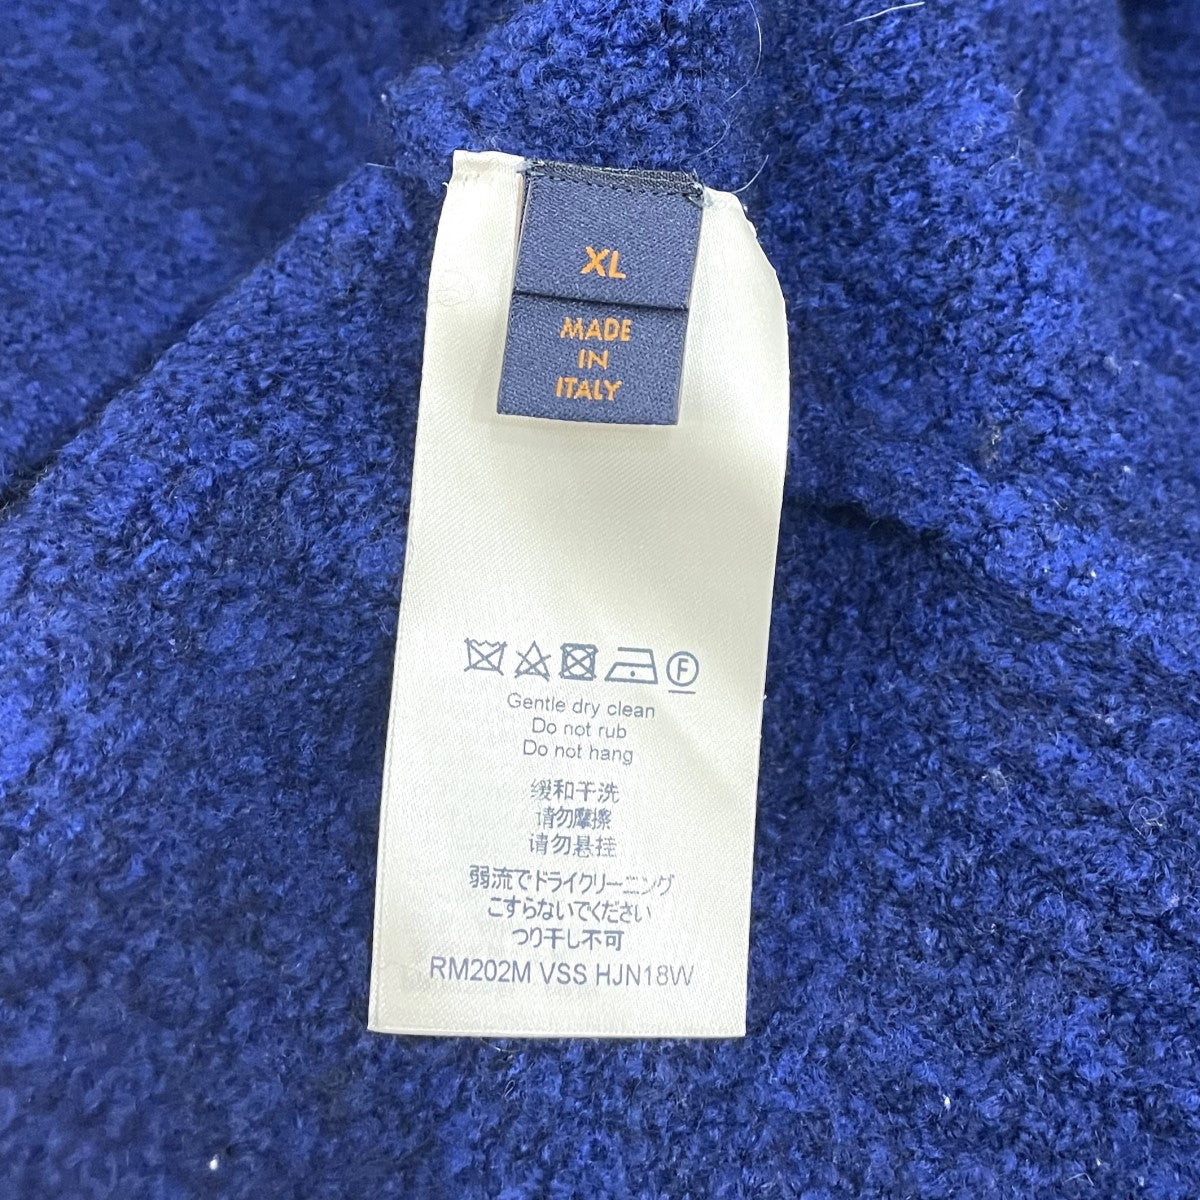 XL
MADE
IN
ITALY
F
Gentle dry clean
Do not rub
Do not hang
缓和干洗
请勿摩擦
请勿悬挂
弱流でドライクリーニング
こすらないでください
つり干し不可
RM202M VSS HJN18W